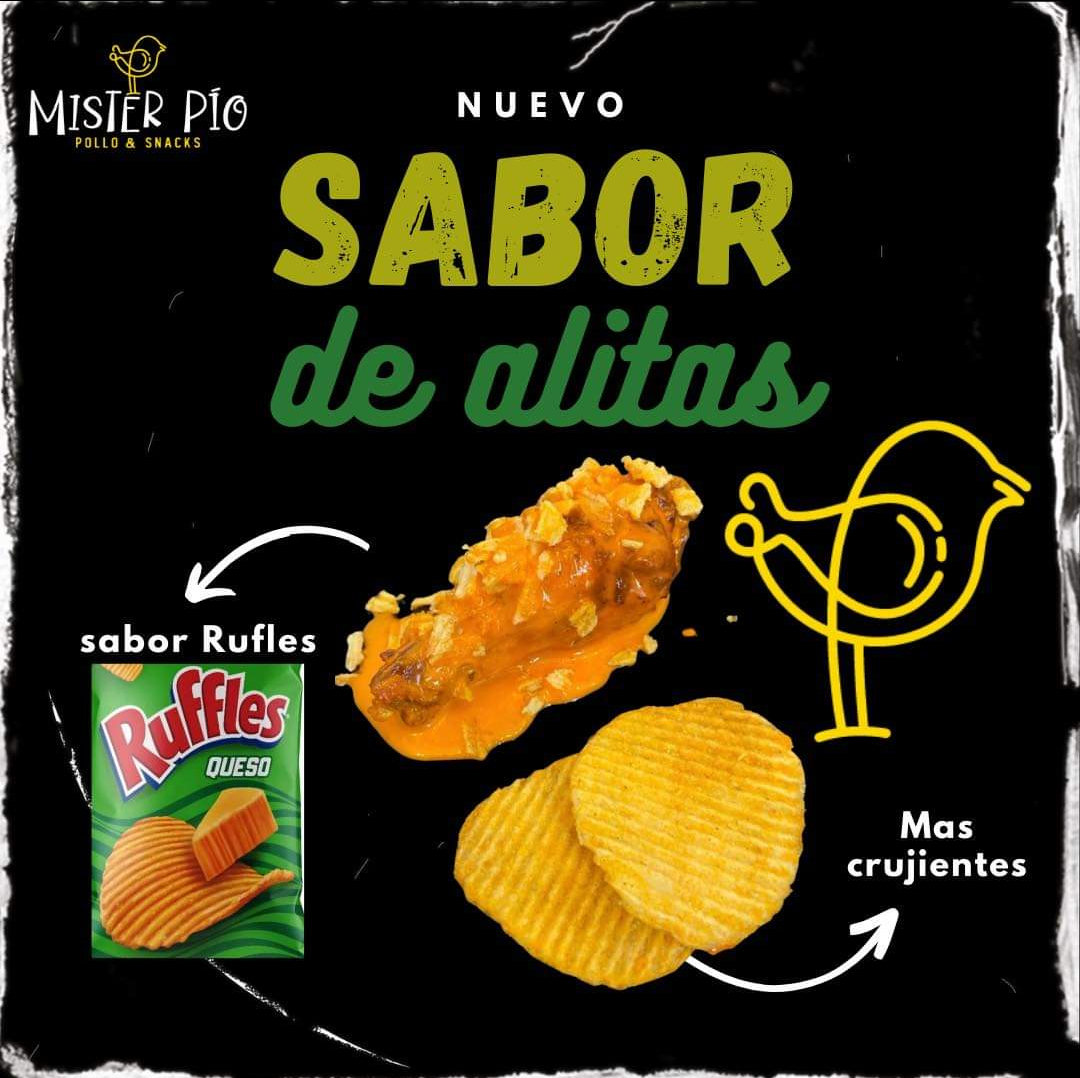 MISTER PÍO
POLLO & SNACKS
NUEVO
SABOR
de alitas
sabor Rufles
Ruffles
QUESO
Mas
crujientes